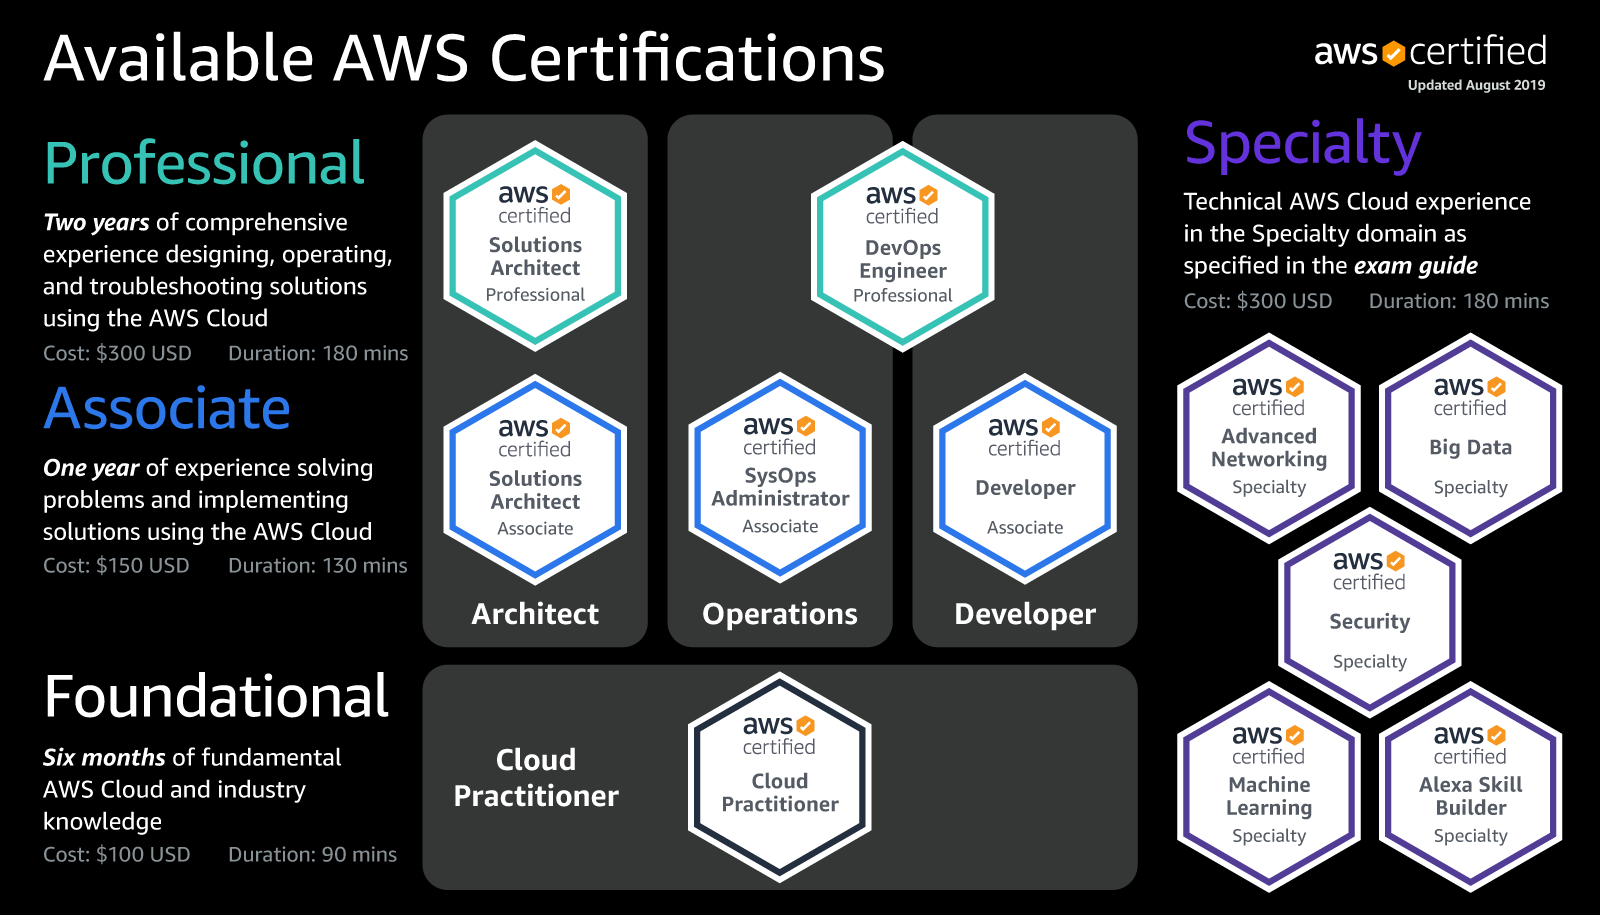 Available AWS Certifications
aws certified
Updated August 2019
Professional
Two years of comprehensive
experience designing, operating,
and troubleshooting solutions
using the AWS Cloud
Cost: $300 USD Duration: 180 mins
Associate
One year of experience solving
problems and implementing
solutions using the AWS Cloud
Cost: $150 USD Duration: 130 mins
Foundational
Six months of fundamental
AWS Cloud and industry
knowledge
Cost: $100 USD Duration: 90 mins
aws
certified
Solutions
Architect
Professional
aws
certified
DevOps
Engineer
Professional
aws
certified
Solutions
Architect
Associate
aws
certified
SysOps
Administrator
Associate
aws
certified
Developer
Associate
Architect
Operations
Developer
Cloud
Practitioner
aws
certified
Cloud
Practitioner
Specialty
Technical AWS Cloud experience
in the Specialty domain as
specified in the exam guide
Cost: $300 USD Duration: 180 mins
aws
certified
Advanced
Networking
Specialty
aws
certified
Big Data
Specialty
aws
certified
Security
Specialty
aws
certified
Machine
Learning
Specialty
aws
certified
Alexa Skill
Builder
Specialty